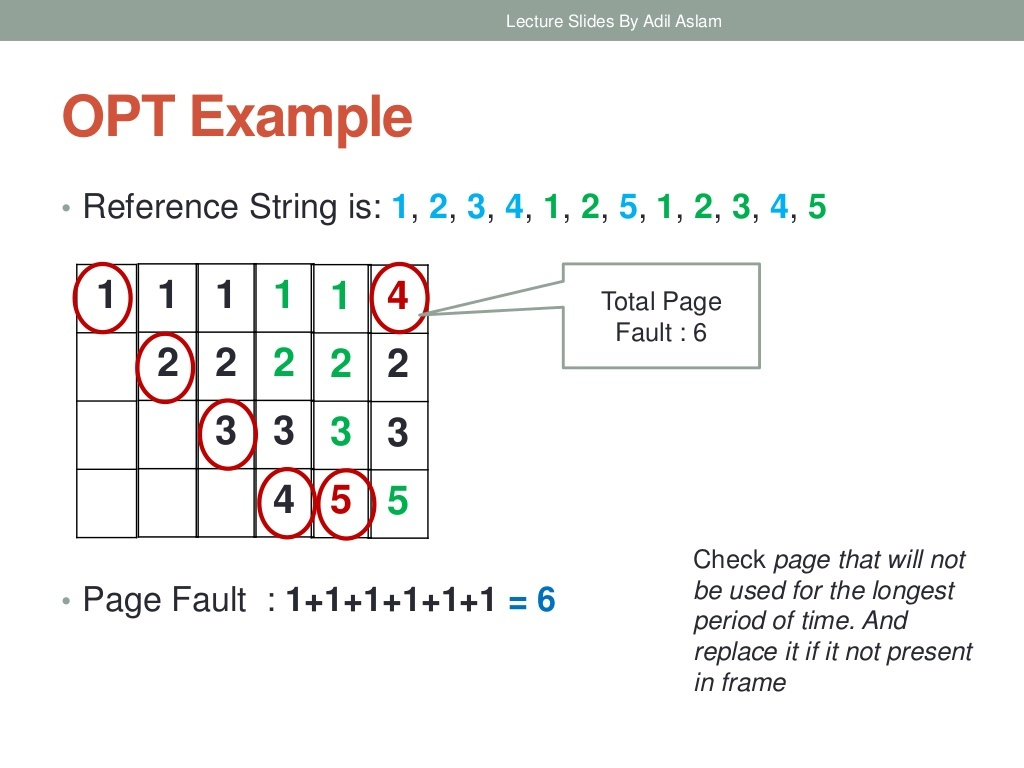 Lecture Slides By Adil Aslam
OPT Example
• Reference String is: 1, 2, 3, 4, 1, 2, 5, 1, 2, 3, 4, 5
1 1 1 1 1 4
2 2 2 2 2
3 3 3 3
4 5 5
Total Page
Fault : 6
• Page Fault : 1+1+1+1+1+1 = 6
Check page that will not
be used for the longest
period of time. And
replace it if it not present
in frame